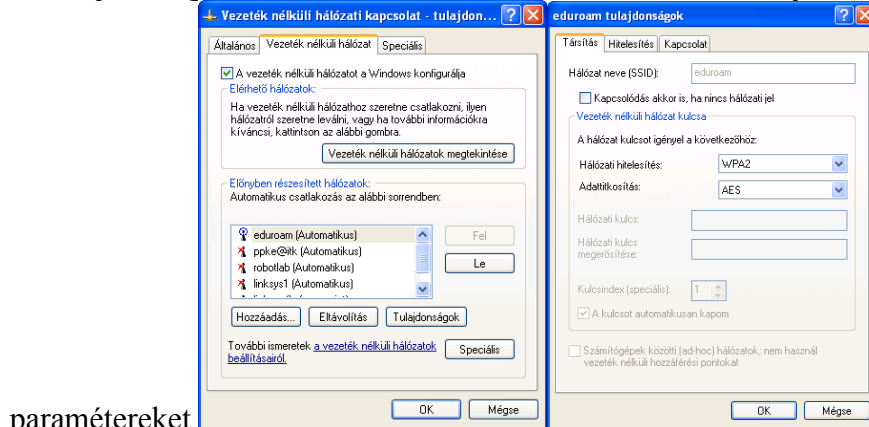 Vezeték nélküli hálózati kapcsolat - tulajdon...
Általános
Vezeték nélküli hálózat
Speciális
A vezeték nélküli hálózatot a Windows konfigurálja
Elérhető hálózatok:
Ha vezeték nélküli hálózathoz szeretne csatlakozni, ilyen
hálózatról szeretne leválni, vagy ha további információkra
kíváncsi, kattintson az alábbi gombra.
Vezeték nélküli hálózatok megtekintése
Előnyben részesített hálózatok:
Automatikus csatlakozás az alábbi sorrendben:
eduroam (Automatikus)
ppke@itk (Automatikus)
robotlab (Automatikus)
linksys1 (Automatikus)
Fel
Le
Hozzáadás...
Eltávolítás
Tulajdonságok
További ismeretek a vezeték nélküli hálózatok
beállításairól.
Speciális
OK
Mégse
eduroam tulajdonságok
Társítás
Hitelesítés
Kapcsolat
Hálózat neve (SSID):
eduroam
Kapcsolódás akkor is, ha nincs hálózati jel
Vezeték nélküli hálózat kulcsa
A hálózat kulcsot igényel a következőhöz:
Hálózati hitelesítés:
WPA2
Adattitkosítás:
AES
Hálózati kulcs:
Hálózati kulcs
megerősítése:
Kulcsindex (speciális):
1
A kulcsot automatikusan kapom
Számítógépek közötti (ad-hoc) hálózatok; nem használ
vezeték nélküli hozzáférési pontokat
OK
Mégse
paramétereket